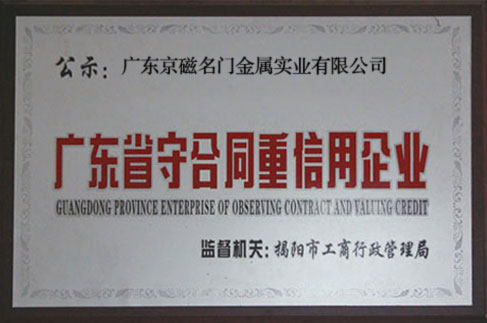 公示：广东京磁名门金属实业有限公司
广东省守合同重信用企业
GUANGDONG PROVINCE ENTERPRISE OF OBSERVING CONTRACT AND VALUING CREDIT
监督机关：揭阳市工商行政管理局